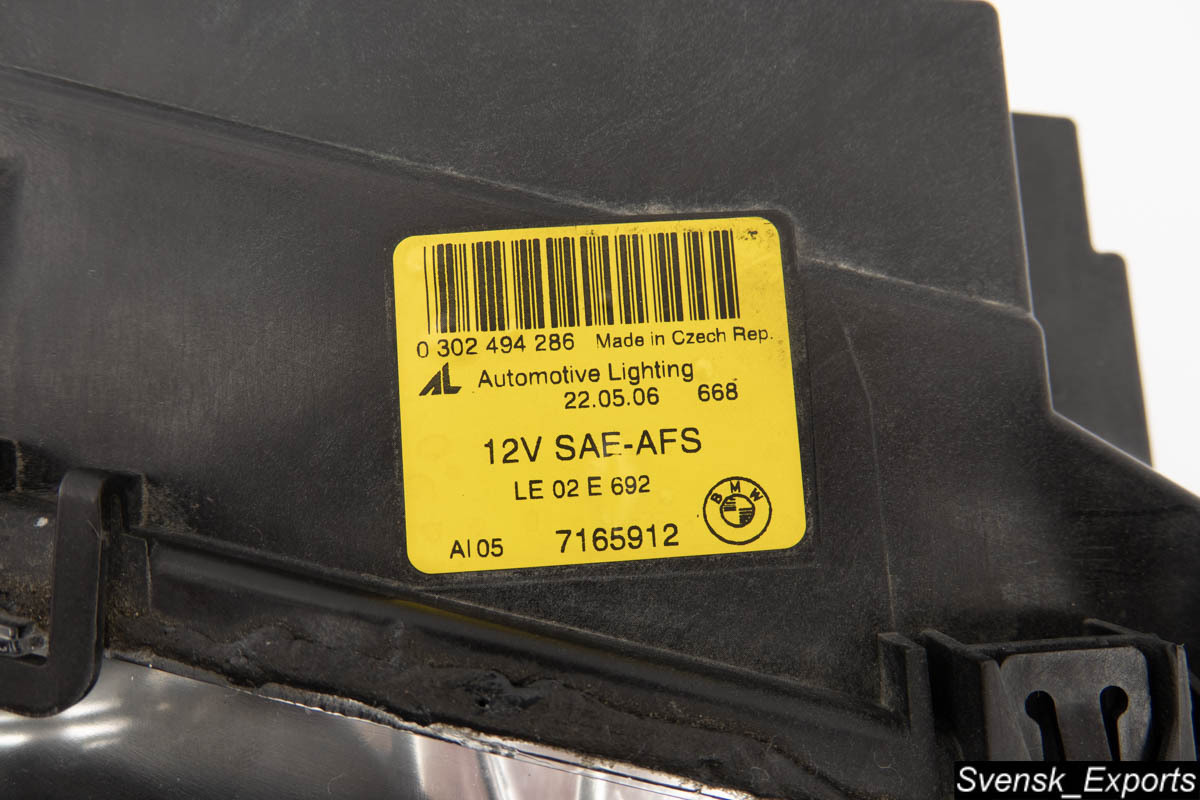 0 302 494 286 Made in Czech Rep.
AL Automotive Lighting
22.05.06 668
12V SAE-AFS
LE 02 E 692
BMW
AI 05 7165912
Svensk_Exports